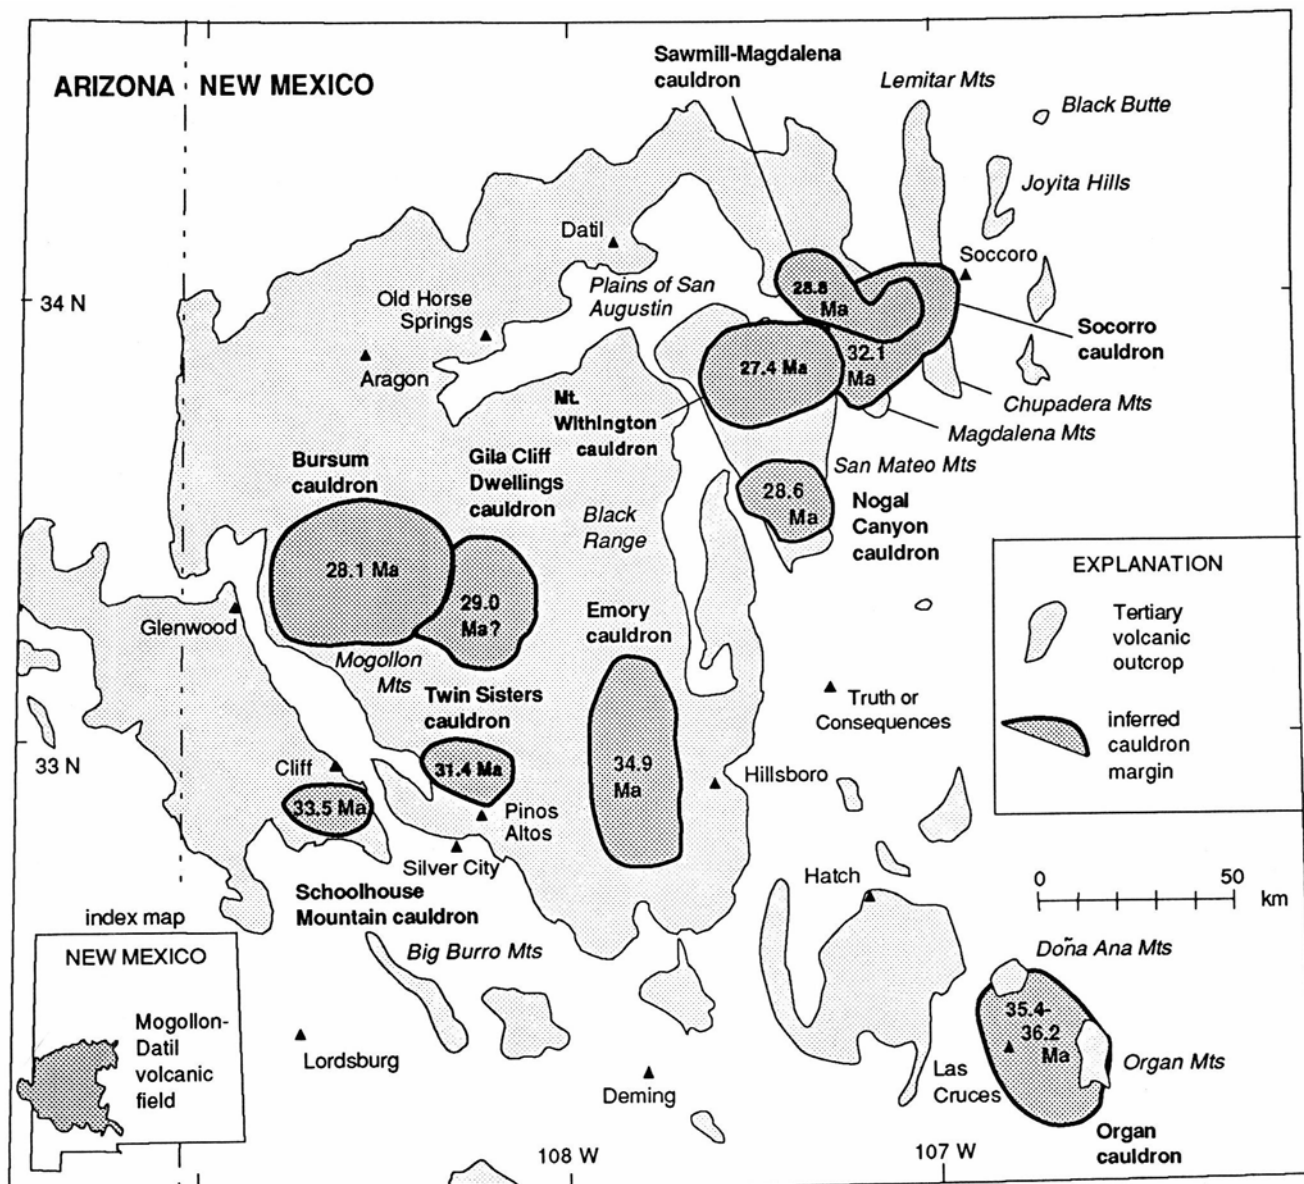 ARIZONA
NEW MEXICO
Sawmill-Magdalena
cauldron
Lemitar Mts
Black Butte
Joyita Hills
Datil
Soccoro
34 N
Old Horse
Springs
Plains of San
Augustin
28.8
Ma
Socorro
cauldron
Aragon
27.4 Ma
32.1
Ma
Mt.
Withington
cauldron
Chupadera Mts
Magdalena Mts
San Mateo Mts
Bursum
cauldron
Gila Cliff
Dwellings
cauldron
Black
Range
28.6
Ma
Nogal
Canyon
cauldron
28.1 Ma
29.0
Ma?
Glenwood
Mogollon
Mts
Emory
cauldron
EXPLANATION
Tertiary
volcanic
outcrop
inferred
cauldron
margin
Twin Sisters
cauldron
Truth or
Consequences
33 N
Cliff
31.4 Ma
34.9
Ma
Hillsboro
33.5 Ma
Pinos
Altos
Silver City
Hatch
0
50
km
Schoolhouse
Mountain cauldron
index map
NEW MEXICO
Mogollon-
Datil
volcanic
field
Big Burro Mts
Doña Ana Mts
35.4-
36.2
Ma
Lordsburg
Deming
Las
Cruces
Organ Mts
Organ
cauldron
108 W
107 W